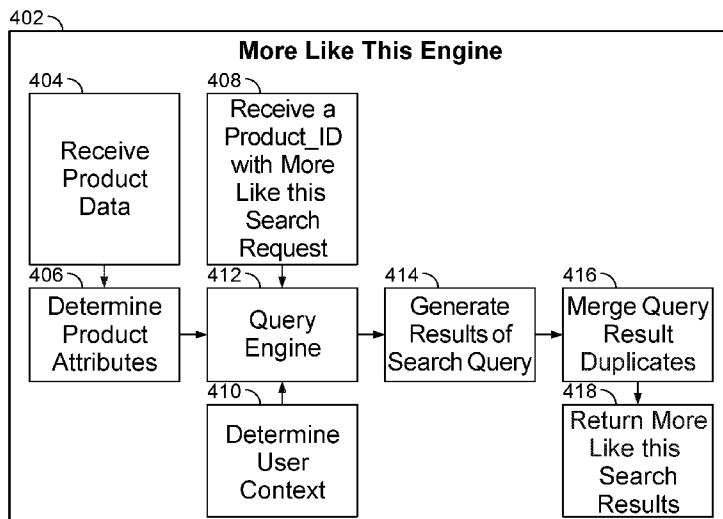 402
More Like This Engine
404
Receive
Product
Data
408
Receive a
Product_ID
with More
Like this
Search
Request
406
Determine
Product
Attributes
412
Query
Engine
414
Generate
Results of
Search Query
416
Merge Query
Result
Duplicates
410
Determine
User
Context
418
Return More
Like this
Search
Results